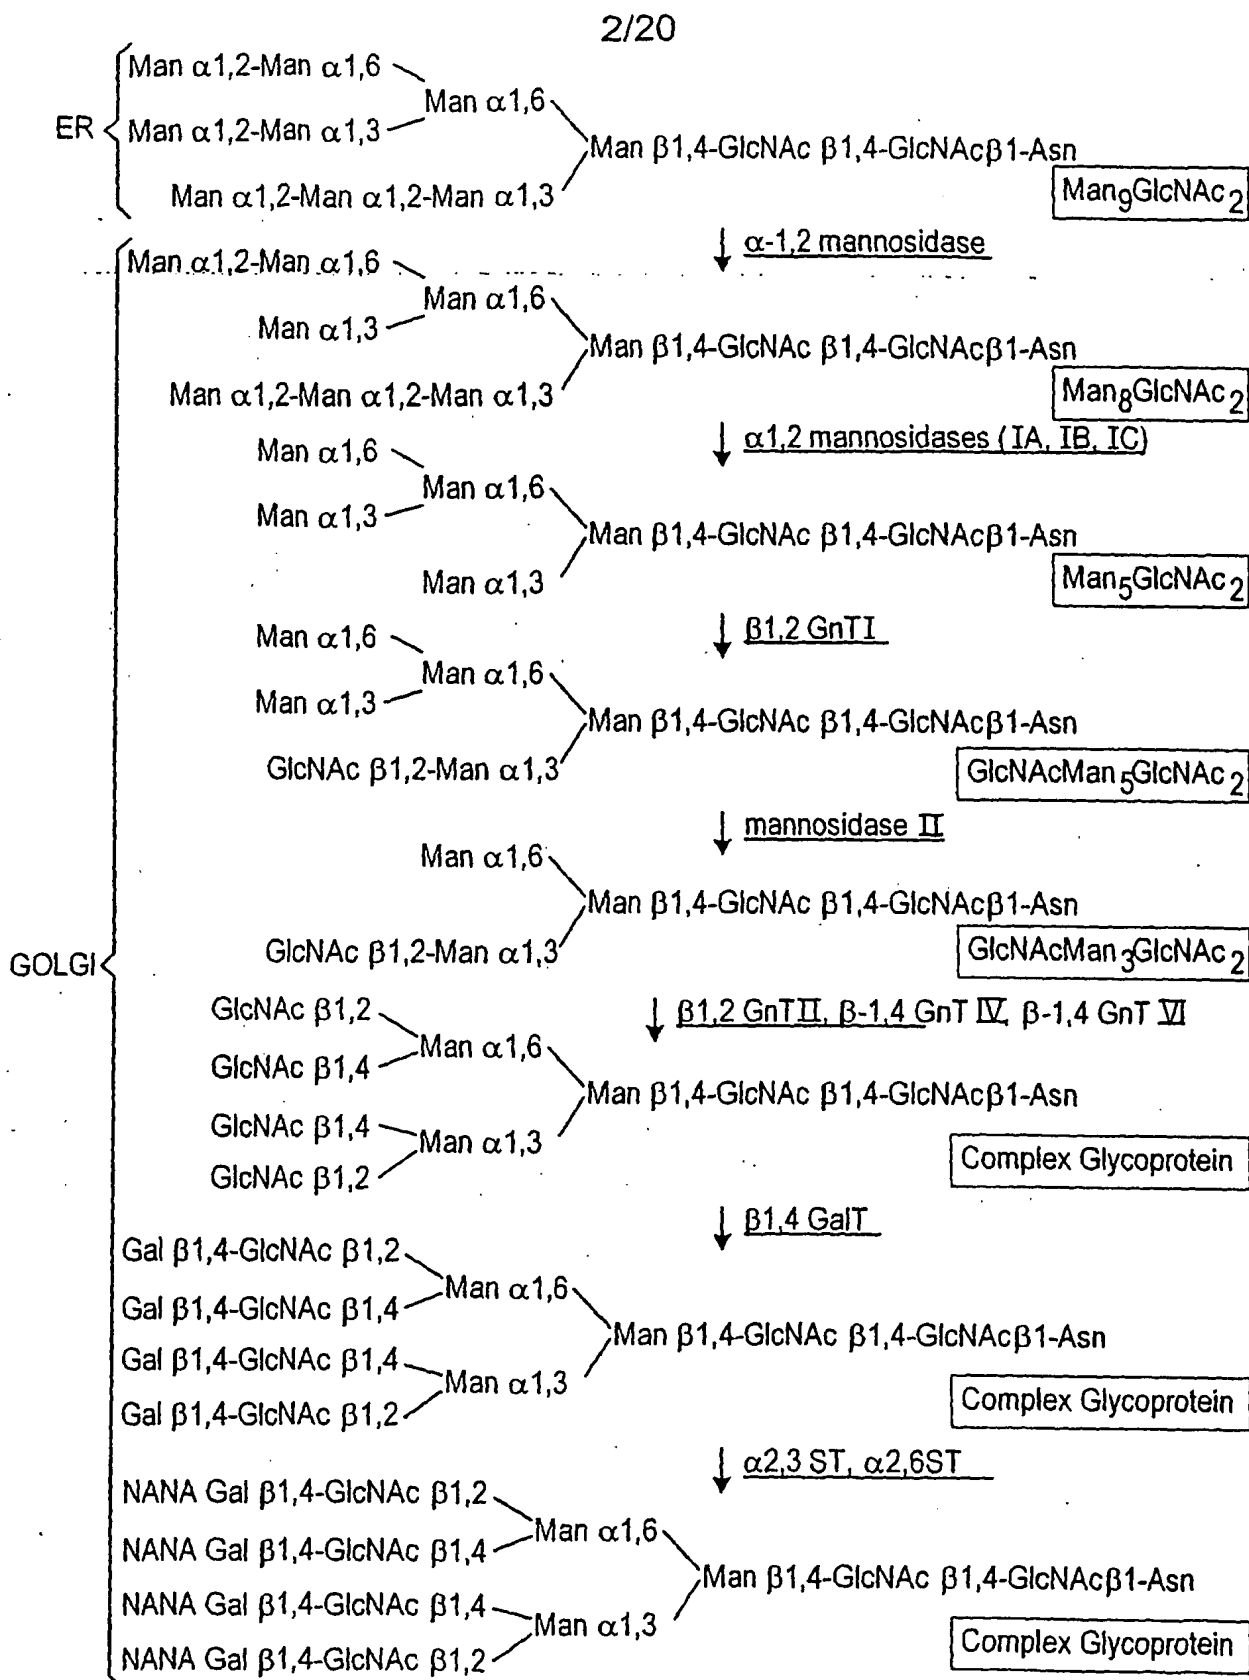 2/20
Man α1,2-Man α1,6
Man α1,6
ER
Man α1,2-Man α1,3
Man β1,4-GlcNAc β1,4-GlcNAcβ1-Asn
Man α1,2-Man α1,2-Man α1,3
Man9GlcNAc2
α-1,2 mannosidase
Man α1,2-Man α1,6
Man α1,6
Man α1,3
Man β1,4-GlcNAc β1,4-GlcNAcβ1-Asn
Man α1,2-Man α1,2-Man α1,3
Man8GlcNAc2
α1,2 mannosidases (IA, IB, IC)
Man α1,6
Man α1,6
Man α1,3
Man β1,4-GlcNAc β1,4-GlcNAcβ1-Asn
Man α1,3
Man5GlcNAc2
β1,2 GnTI
Man α1,6
Man α1,6
Man α1,3
Man β1,4-GlcNAc β1,4-GlcNAcβ1-Asn
GlcNAc β1,2-Man α1,3
GlcNAcMan5GlcNAc2
mannosidase II
Man α1,6
Man β1,4-GlcNAc β1,4-GlcNAcβ1-Asn
GlcNAc β1,2-Man α1,3
GlcNAcMan3GlcNAc2
GOLGI
β1,2 GnTII, β-1,4 GnT IV, β-1,4 GnT VI
GlcNAc β1,2
Man α1,6
GlcNAc β1,4
Man β1,4-GlcNAc β1,4-GlcNAcβ1-Asn
GlcNAc β1,4
Man α1,3
GlcNAc β1,2
Complex Glycoprotein
β1,4 GalT
Gal β1,4-GlcNAc β1,2
Man α1,6
Gal β1,4-GlcNAc β1,4
Man β1,4-GlcNAc β1,4-GlcNAcβ1-Asn
Gal β1,4-GlcNAc β1,4
Man α1,3
Gal β1,4-GlcNAc β1,2
Complex Glycoprotein
α2,3 ST, α2,6ST
NANA Gal β1,4-GlcNAc β1,2
Man α1,6
NANA Gal β1,4-GlcNAc β1,4
Man β1,4-GlcNAc β1,4-GlcNAcβ1-Asn
NANA Gal β1,4-GlcNAc β1,4
Man α1,3
NANA Gal β1,4-GlcNAc β1,2
Complex Glycoprotein